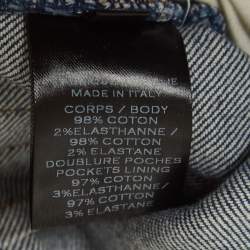 MADE IN ITALY
CORPS / BODY
98% COTON
2%ELASTHANNE /
98% COTTON
2% ELASTANE
DOUBLURE POCHES
POCKETS LINING
97% COTON
3%ELASTHANNE /
97% COTTON
3% ELASTANE